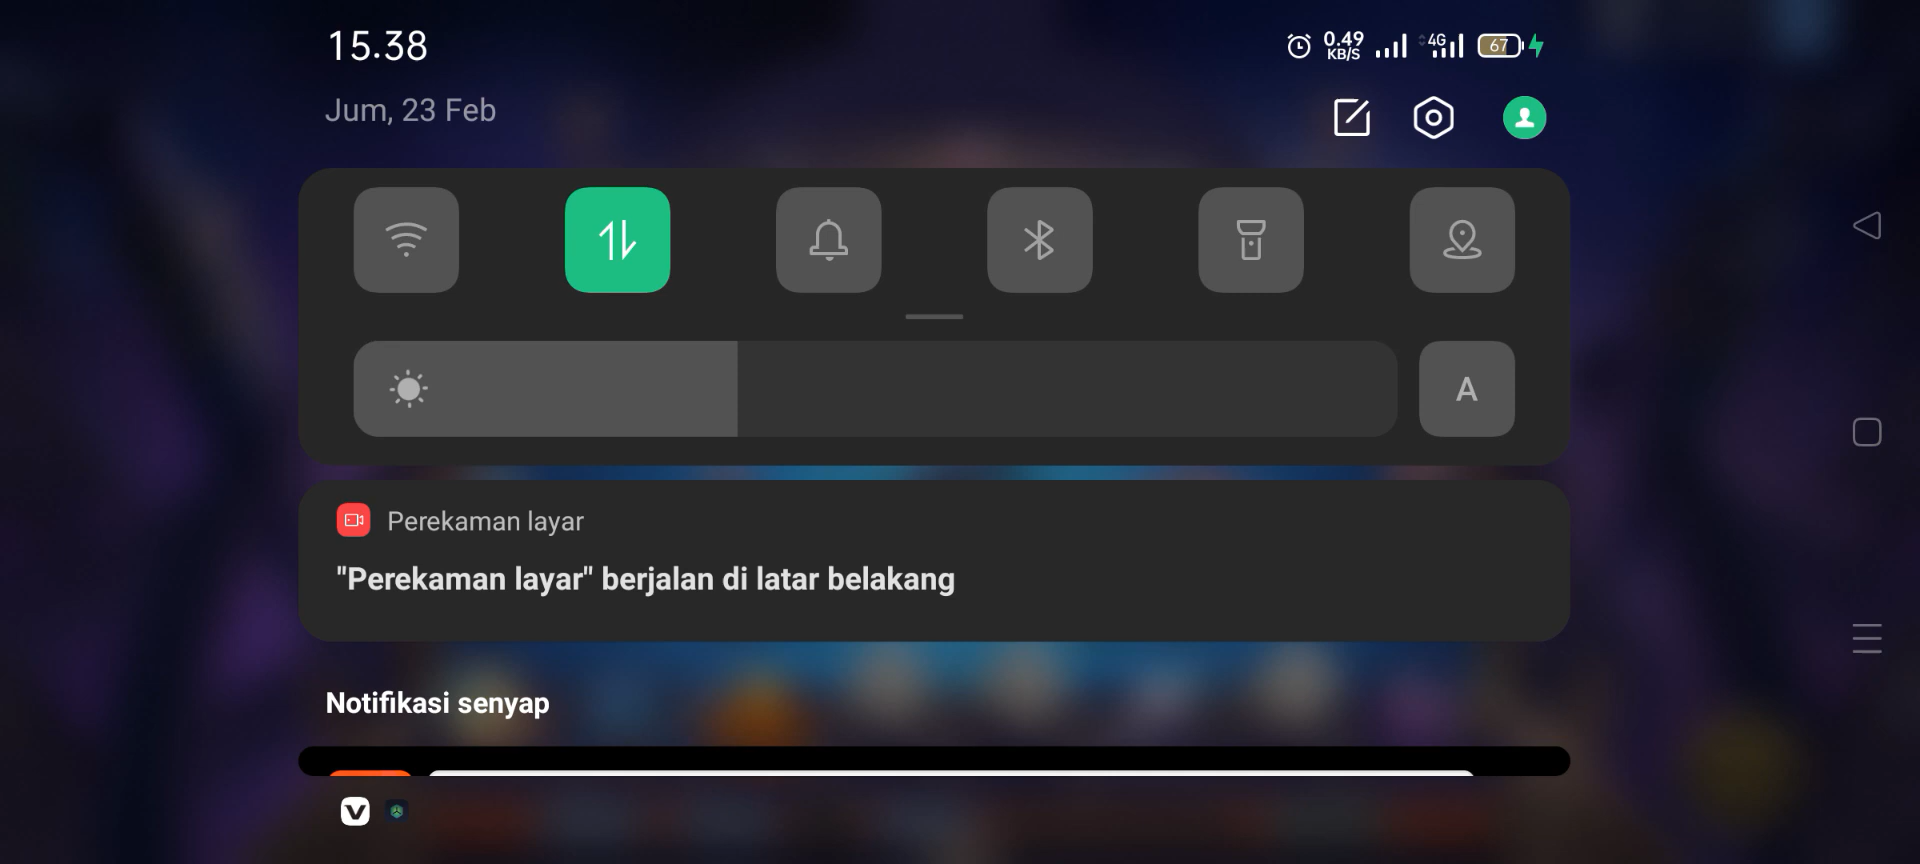 15.38
0.49
KB/S
4G
67
Jum, 23 Feb
A
Perekaman layar
"Perekaman layar" berjalan di latar belakang
Notifikasi senyap